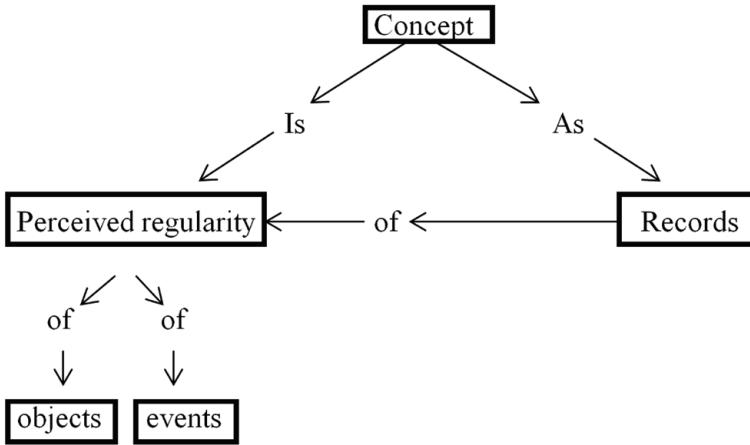 Concept
Is
As
Perceived regularity
of
Records
of
of
objects
events